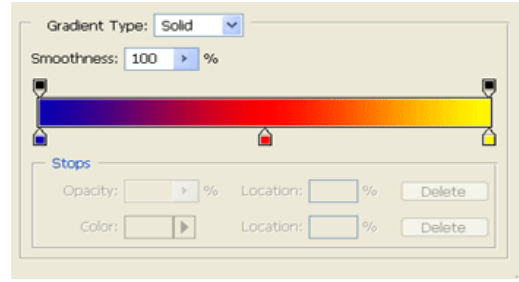 Gradient Type: Solid
Smoothness: 100 %
Stops
Opacity: % Location: % Delete
Color: Location: % Delete